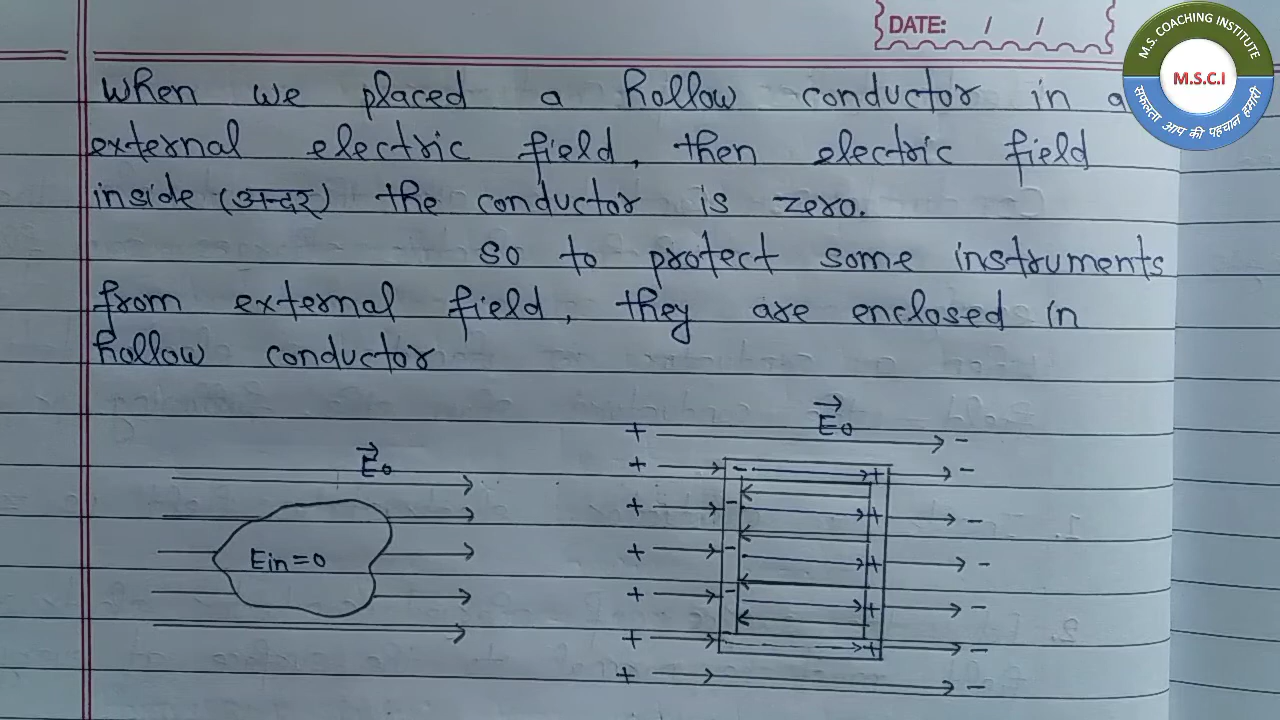 DATE: / /
M.S. COACHING INSTITUTE
M.S.C.I
सफलता आप की पहचान हमारी
When we placed a hollow conductor in a
external electric field, then electric field
inside (अन्दर) the conductor is zero.
so to protect some instruments
from external field, they are enclosed in
hollow conductor
E₀
E₀
Ein=0
+ -
+ - + -
+ - + -
+ - + -
+ - + -
+ + -
+ -